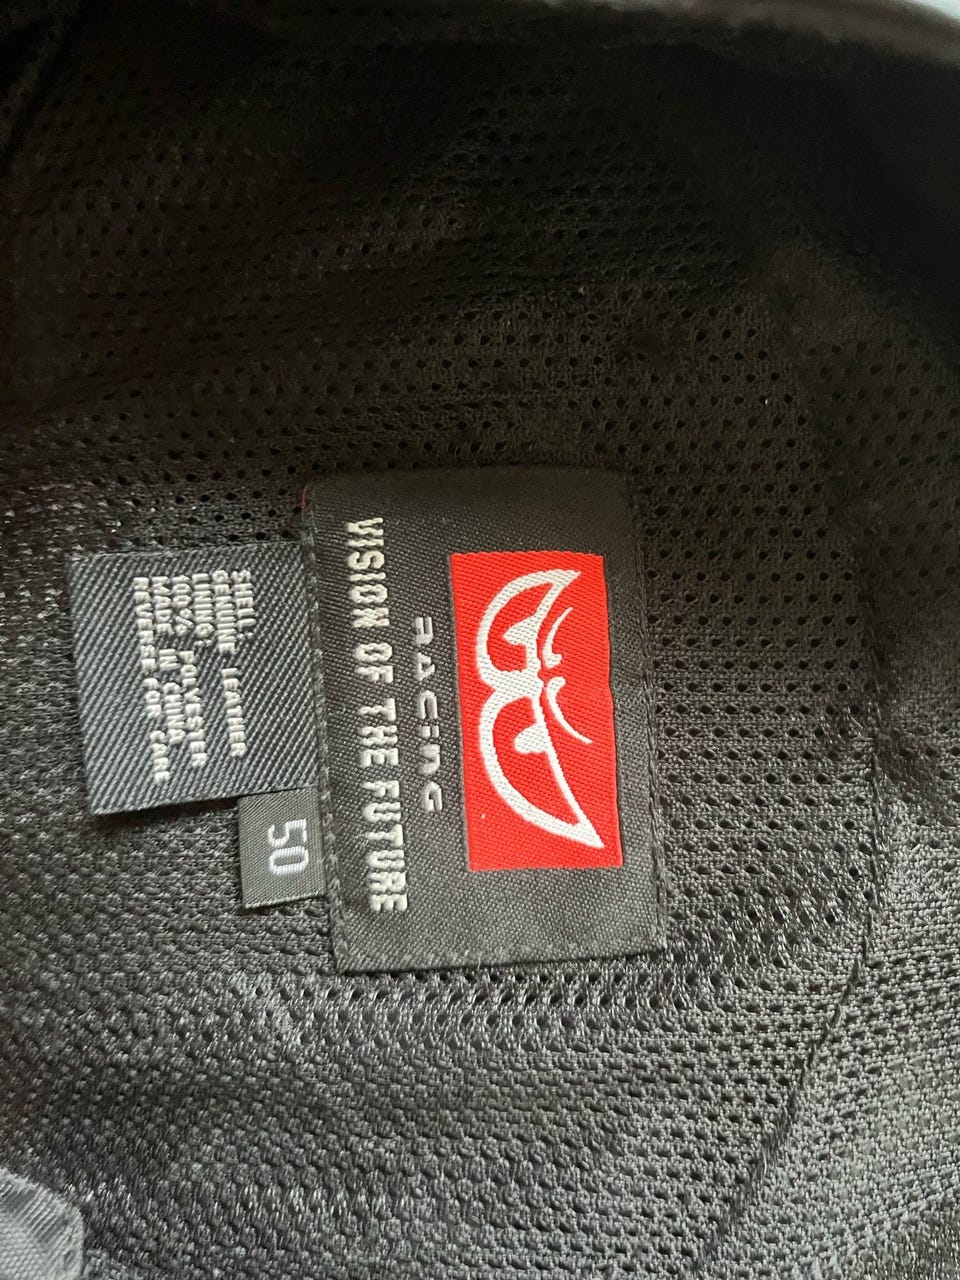 RACING
VISION OF THE FUTURE
SHELL:
GENUINE LEATHER
LINING:
100% POLYESTER
MADE IN CHINA
REVERSE FOR CARE
50